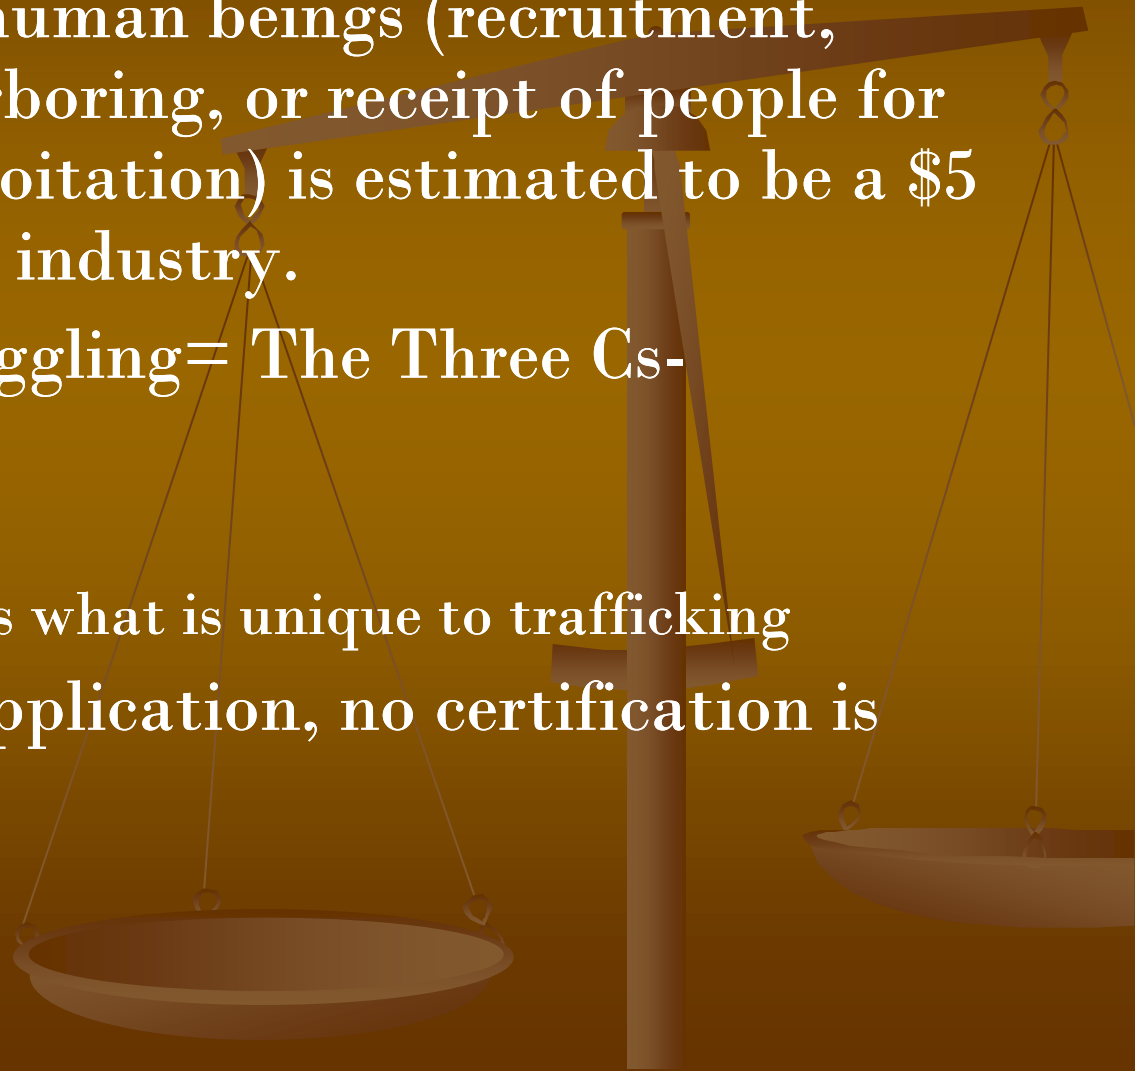 human beings (recruitment,
rboring, or receipt of people for
oitation) is estimated to be a $5
industry.
ggling= The Three Cs-
s what is unique to trafficking
pplication, no certification is